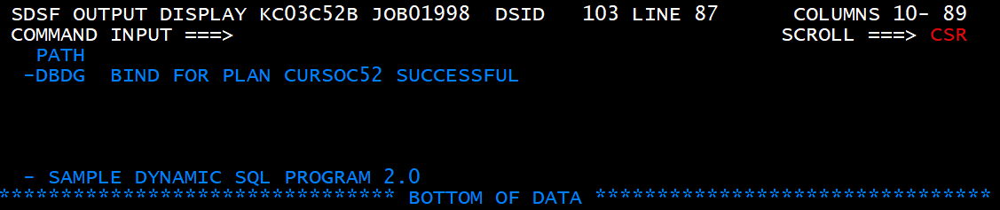 SDSF OUTPUT DISPLAY KC03C52B JOB01998 DSID 103 LINE 87 COLUMNS 10- 89
COMMAND INPUT ===> SCROLL ===> CSR
PATH
-DBDG BIND FOR PLAN CURSOC52 SUCCESSFUL
- SAMPLE DYNAMIC SQL PROGRAM 2.0
******************************** BOTTOM OF DATA ********************************